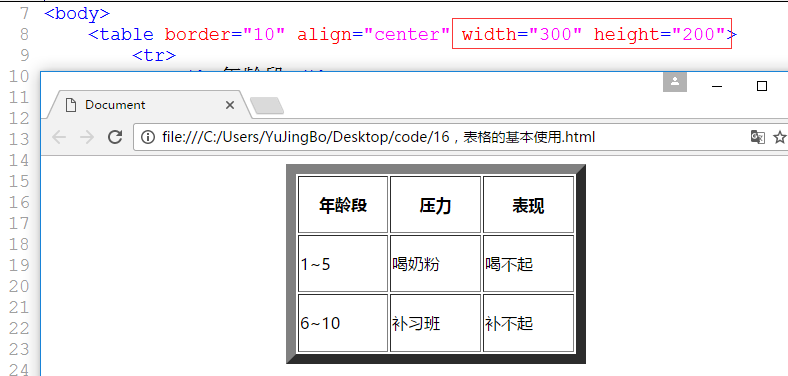 7 <body>
8 <table border="10" align="center" width="300" height="200">
9 <tr>
10
11
12
13
14
15
16
17
18
19
20
21
22
23
24
Document
file:///C:/Users/YuJingBo/Desktop/code/16，表格的基本使用.html
年龄段 压力 表现
1~5 喝奶粉 喝不起
6~10 补习班 补不起